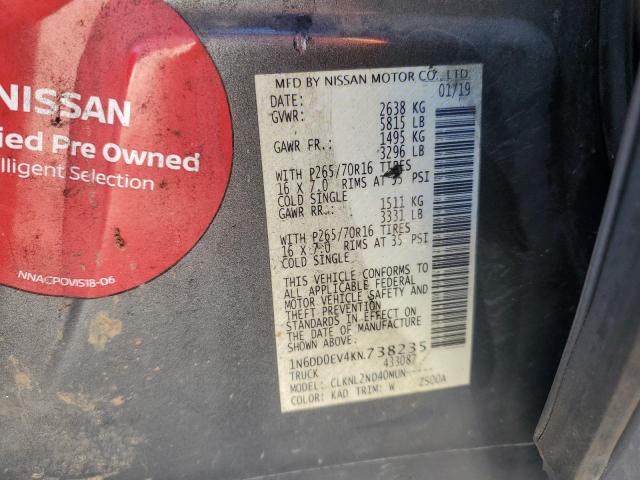 NISSAN
ied Pre Owned
lligent Selection
NNACPOVIS18-06
MFD BY NISSAN MOTOR CO., LTD.
DATE: 01/19
GVWR: 2638 KG
5815 LB
GAWR FR.: 1495 KG
3296 LB
WITH P265/70R16 TIRES
16 X 7.0 RIMS AT 35 PSI
COLD SINGLE
GAWR RR.: 1511 KG
3331 LB
WITH P265/70R16 TIRES
16 X 7.0 RIMS AT 35 PSI
COLD SINGLE
THIS VEHICLE CONFORMS TO
ALL APPLICABLE FEDERAL
MOTOR VEHICLE SAFETY AND
THEFT PREVENTION
STANDARDS IN EFFECT ON
THE DATE OF MANUFACTURE
SHOWN ABOVE.
1N6DD0EV4KN738235
TRUCK 433087
MODEL: CLKNLZND40MUN-----
COLOR: KAD TRIM: W ZS00A